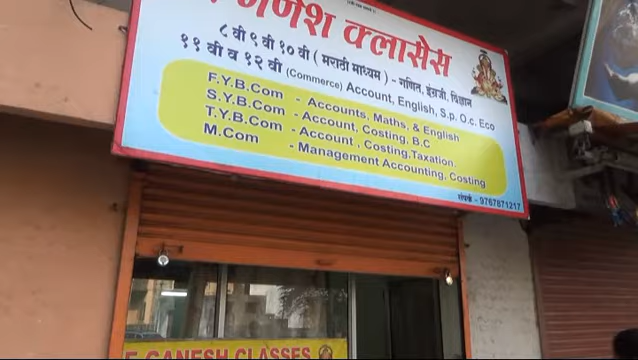 गणेश क्लासेस
८ वी ९ वी १० वी ( मराठी माध्यम ) - गणित, इंग्रजी, विज्ञान
११ वी व १२ वी (Commerce) Account, English, S.p. O.c. Eco
F.Y.B.Com - Accounts, Maths, & English
S.Y.B.Com - Account, Costing, B.C
T.Y.B.Com - Account , Costing,Taxation.
M.Com - Management Accounting, Costing
संपर्क - 9767871217
GANESH CLASSES